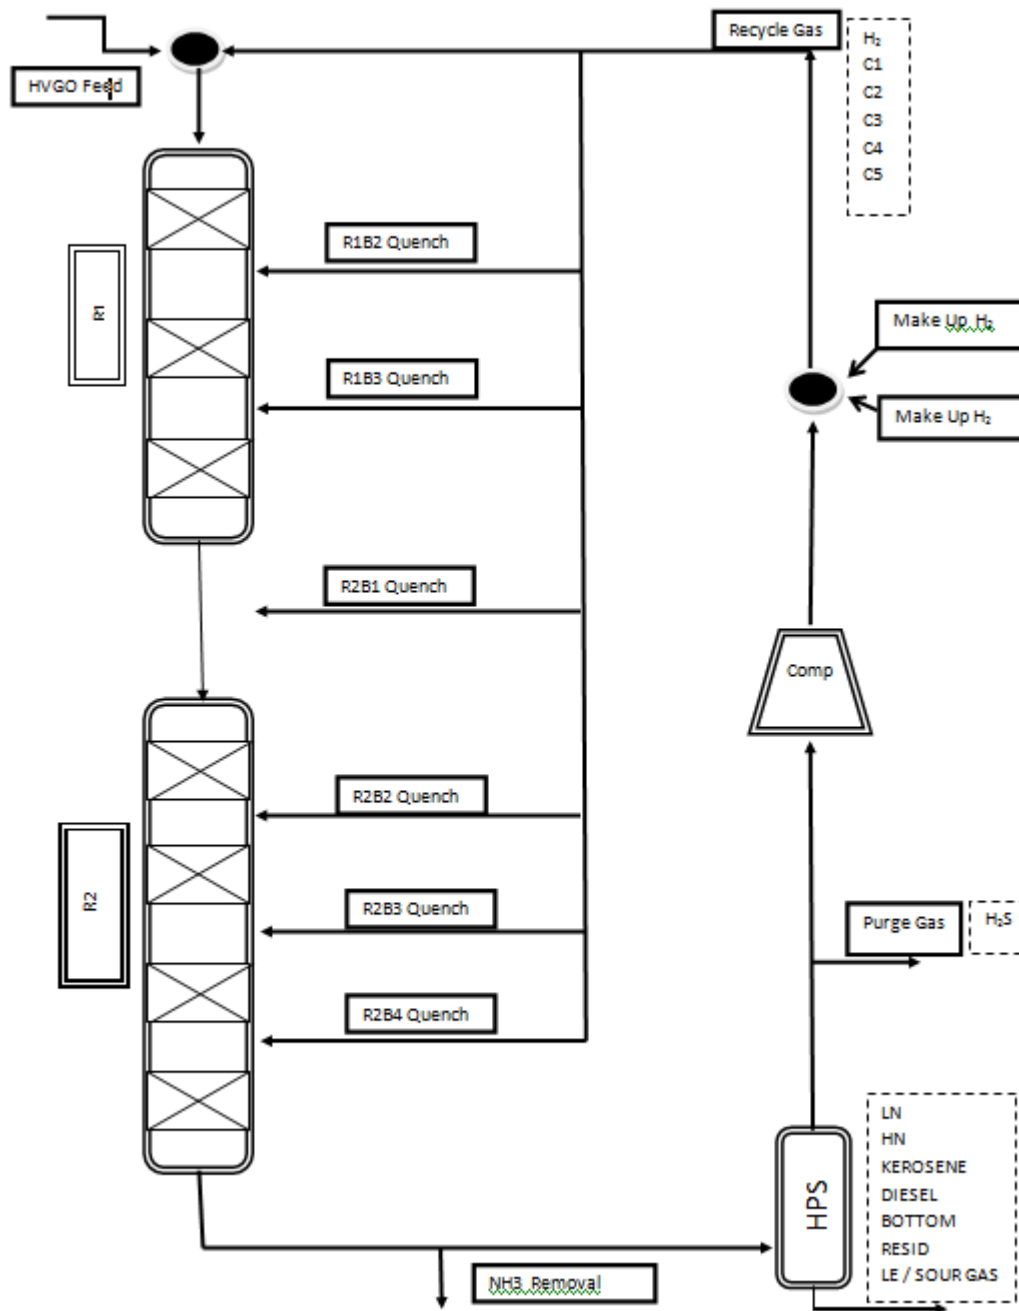 Recycle Gas
H₂
C1
C2
C3
C4
C5
HVGO Feed
R1B2 Quench
R1
Make Up H₂
R1B3 Quench
Make Up H₂
R2B1 Quench
Comp
R2B2 Quench
R2
R2B3 Quench
Purge Gas
H₂S
R2B4 Quench
LN
HN
KEROSENE
DIESEL
BOTTOM
RESID
LE / SOUR GAS
HPS
NH3 Removal